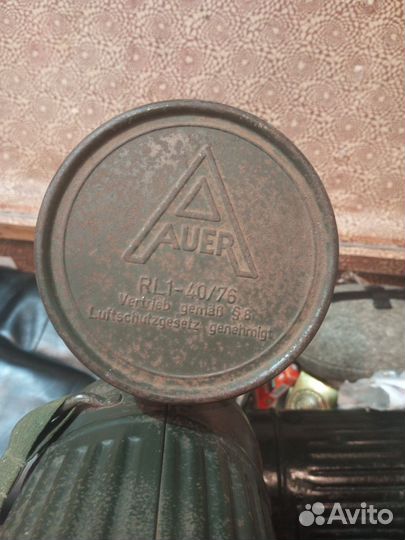 AUER
RL1-40/76
Vertrieb gemäß § 8
Luftschutzgesetz genehmigt
Avito